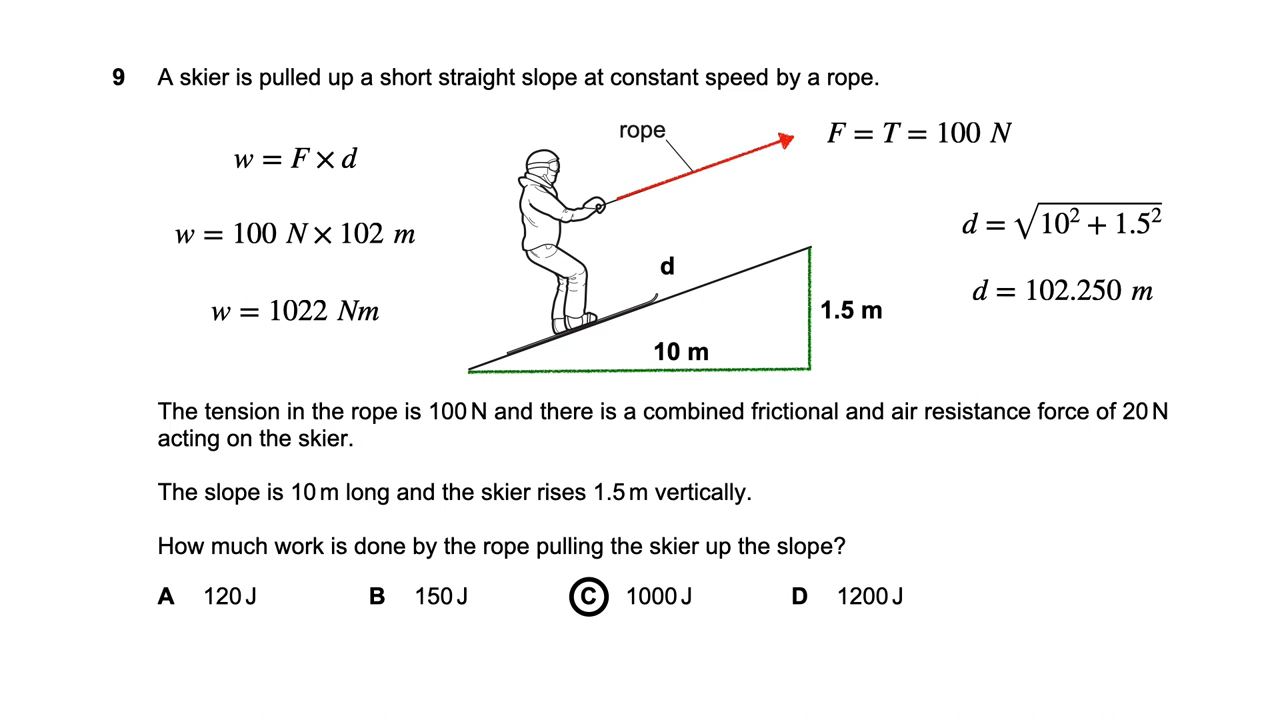 9 A skier is pulled up a short straight slope at constant speed by a rope.
rope
F = T = 100 N
w = F × d
w = 100 N × 102 m
d = √10² + 1.5²
d
w = 1022 Nm
d = 102.250 m
1.5 m
10 m
The tension in the rope is 100 N and there is a combined frictional and air resistance force of 20 N
acting on the skier.
The slope is 10 m long and the skier rises 1.5 m vertically.
How much work is done by the rope pulling the skier up the slope?
A 120 J B 150 J C 1000 J D 1200 J